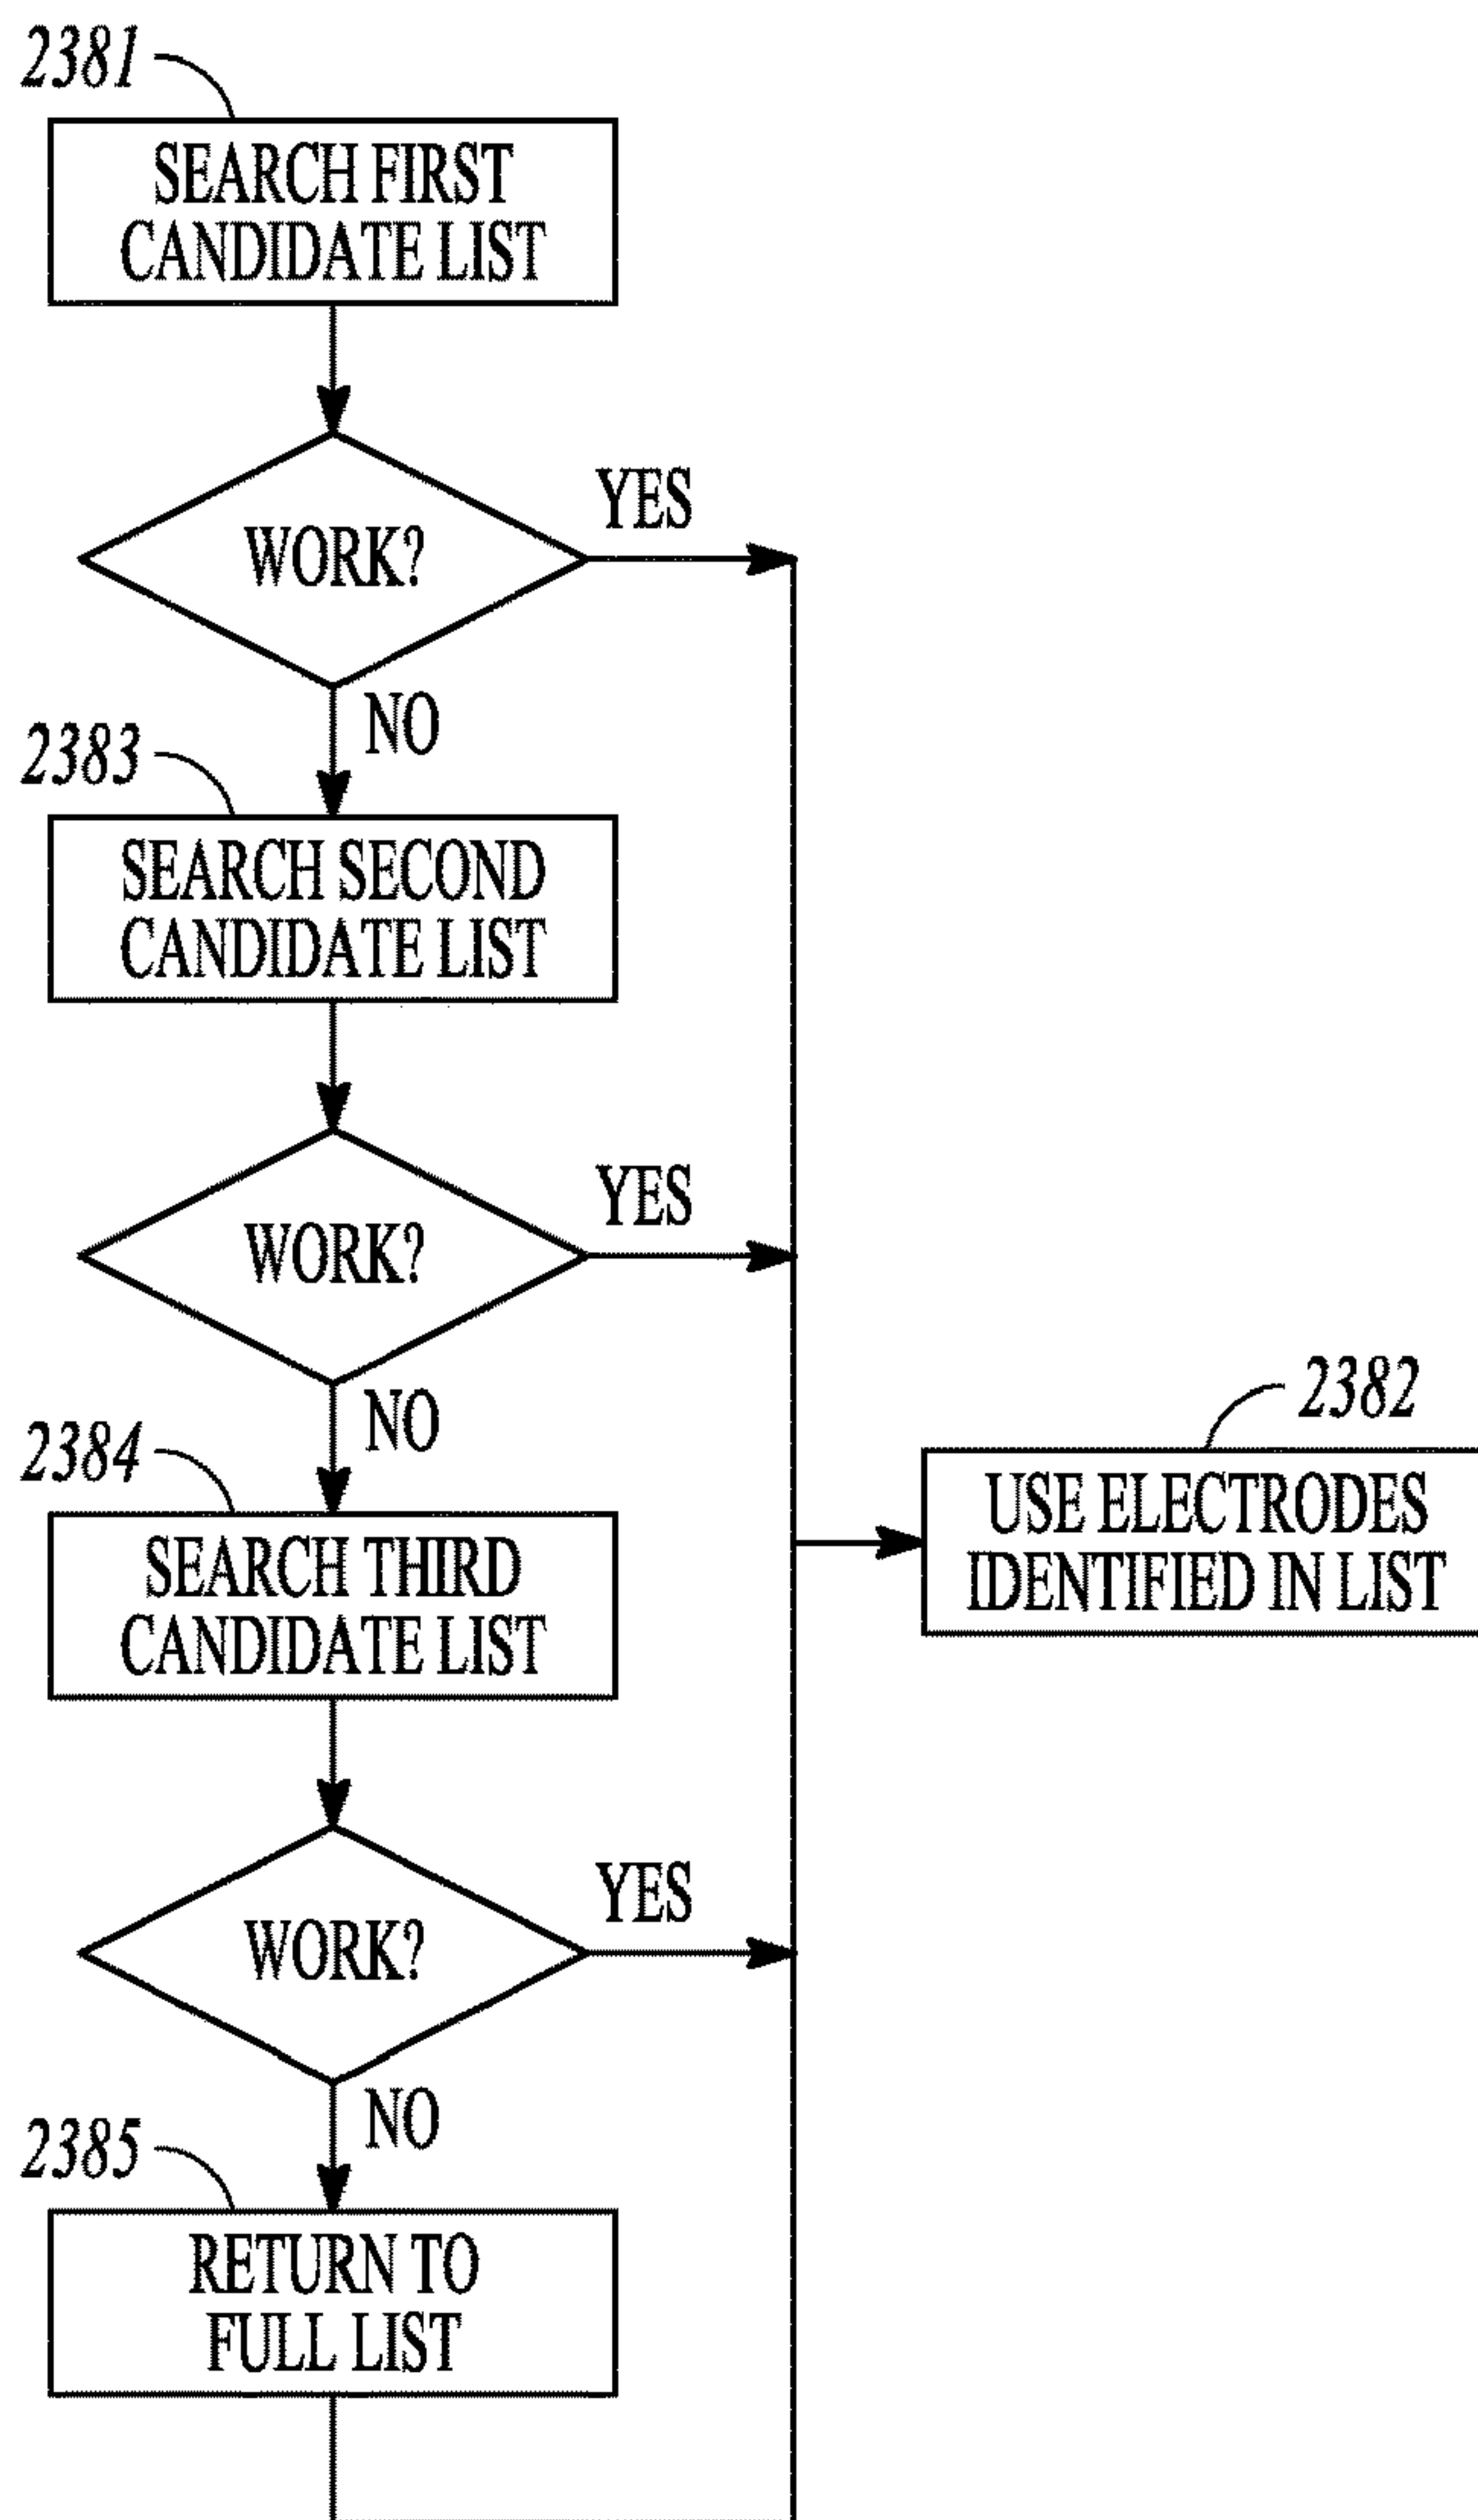 2381
SEARCH FIRST
CANDIDATE LIST
WORK?
YES
NO
2383
SEARCH SECOND
CANDIDATE LIST
WORK?
YES
NO
2382
USE ELECTRODES
IDENTIFIED IN LIST
2384
SEARCH THIRD
CANDIDATE LIST
WORK?
YES
NO
2385
RETURN TO
FULL LIST